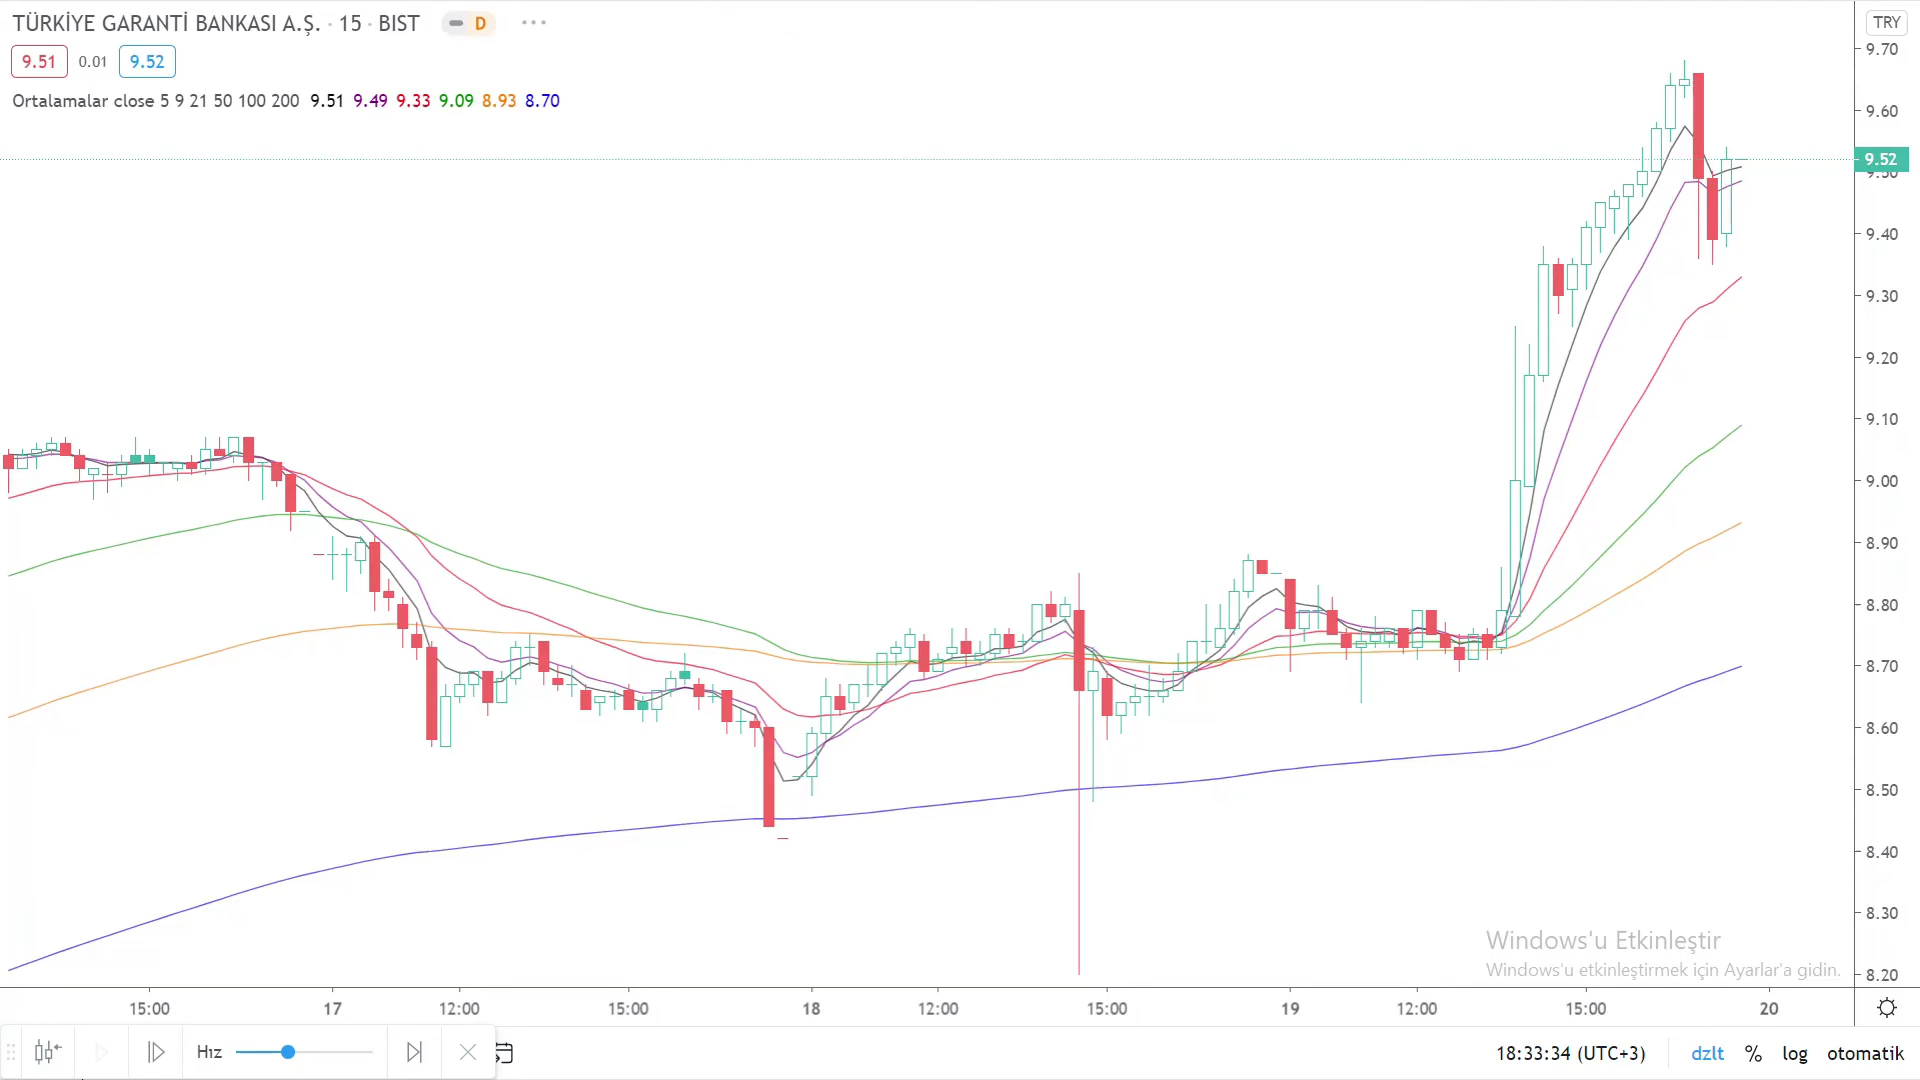 TÜRKİYE GARANTİ BANKASI A.Ş. · 15 · BIST D ···
TRY
9.51 0.01 9.52
Ortalamalar close 5 9 21 50 100 200 9.51 9.49 9.33 9.09 8.93 8.70
9.70
9.60
9.52
9.50
9.40
9.30
9.20
9.10
9.00
8.90
8.80
8.70
8.60
8.50
8.40
8.30
8.20
Windows'u Etkinleştir
Windows'u etkinleştirmek için Ayarlar'a gidin.
15:00 17 12:00 15:00 18 12:00 15:00 19 12:00 15:00 20
Hız 18:33:34 (UTC+3) dzlt % log otomatik